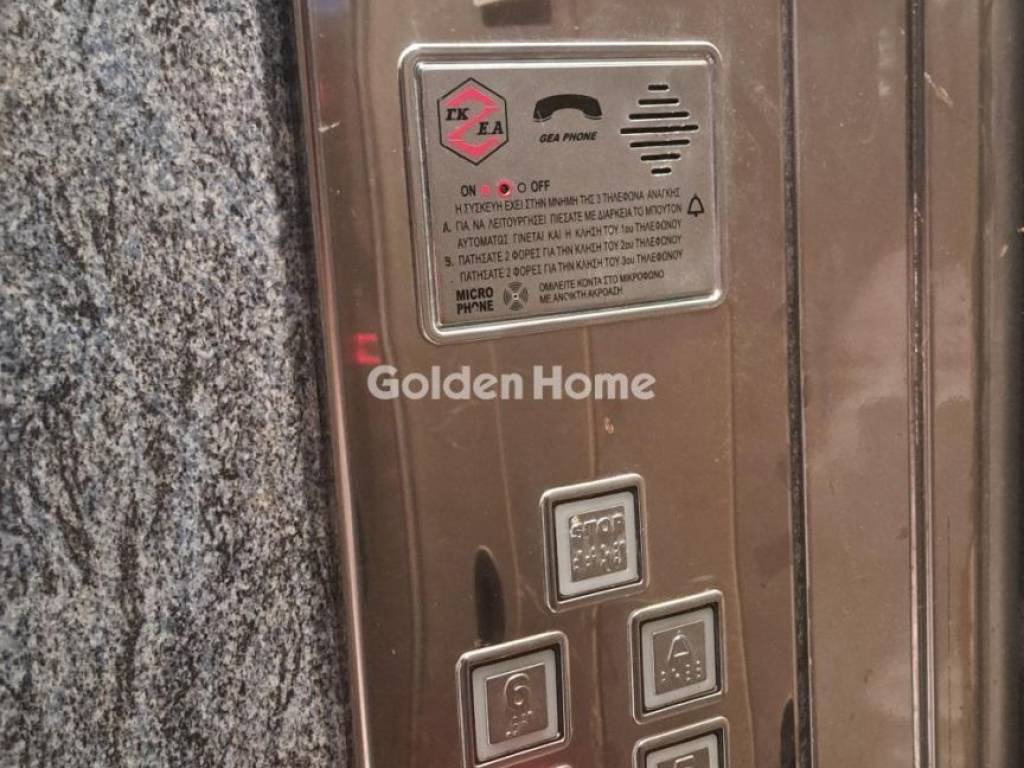 ΓΚ
Ε.Α
GEA PHONE
ON OFF
Η ΣΥΣΚΕΥΗ ΕΧΕΙ ΣΤΗΝ ΜΝΗΜΗ ΤΗΣ 3 ΤΗΛΕΦΩΝΑ ΑΝΑΓΚΗΣ
Α. ΓΙΑ ΝΑ ΛΕΙΤΟΥΡΓΗΣΕΙ ΠΙΕΣΑΤΕ ΜΕ ΔΙΑΡΚΕΙΑ ΤΟ ΜΠΟΥΤΟΝ
ΑΥΤΟΜΑΤΩΣ ΓΙΝΕΤΑΙ ΚΑΙ Η ΚΛΗΣΗ ΤΟΥ 1ου ΤΗΛΕΦΩΝΟΥ
Β. ΠΑΤΗΣΑΤΕ 2 ΦΟΡΕΣ ΓΙΑ ΤΗΝ ΚΛΗΣΗ ΤΟΥ 2ου ΤΗΛΕΦΩΝΟΥ
ΠΑΤΗΣΑΤΕ 2 ΦΟΡΕΣ ΓΙΑ ΤΗΝ ΚΛΗΣΗ ΤΟΥ 3ου ΤΗΛΕΦΩΝΟΥ
MICRO PHONE
ΟΜΙΛΕΙΤΕ ΚΟΝΤΑ ΣΤΟ ΜΙΚΡΟΦΩΝΟ
ΜΕ ΑΝΟΙΚΤΗ ΑΚΡΟΑΣΗ
Golden Home
STOP
A
6